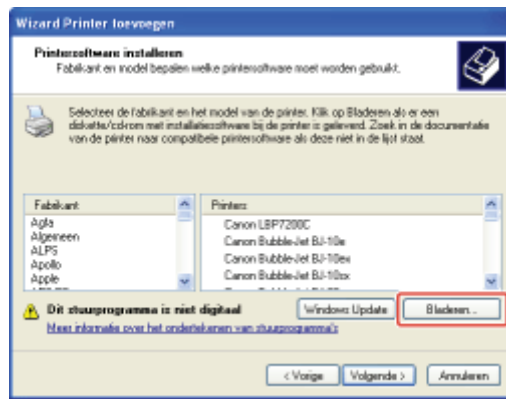 Wizard Printer toevoegen
Printersoftware installeren
Fabrikant en model bepalen welke printersoftware moet worden gebruikt.
Selecteer de fabrikant en het model van de printer. Klik op Bladeren als er een
diskette/cd-rom met installatiesoftware bij de printer is geleverd. Zoek in de documentatie
van de printer naar compatibele printersoftware als deze niet in de lijst staat.
Fabrikant
Agfa
Algemeen
ALPS
Apollo
Apple
Printers
Canon LBP7200C
Canon Bubble-Jet BJ-10e
Canon Bubble-Jet BJ-10ex
Canon Bubble-Jet BJ-10sx
Dit stuurprogramma is niet digitaal
Meer informatie over het ondertekenen van stuurprogramma's
Windows Update
Bladeren...
< Vorige
Volgende >
Annuleren